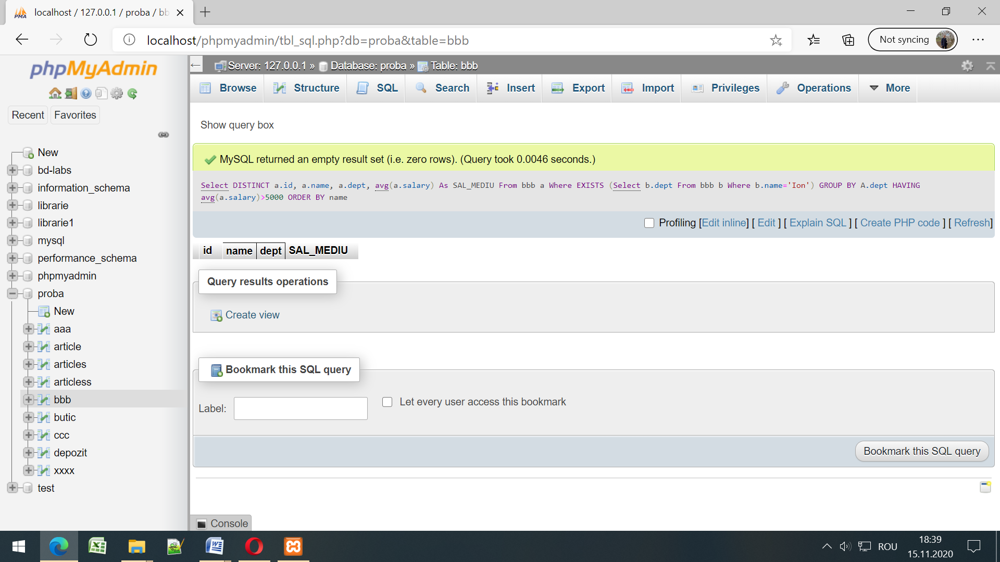 localhost / 127.0.0.1 / proba / bb
localhost/phpmyadmin/tbl_sql.php?db=proba&table=bbb
Not syncing
phpMyAdmin
Recent
Favorites
New
bd-labs
information_schema
librarie
librarie1
mysql
performance_schema
phpmyadmin
proba
New
aaa
article
articles
articless
bbb
butic
ccc
depozit
xxxx
test
Server: 127.0.0.1 » Database: proba » Table: bbb
Browse Structure SQL Search Insert Export Import Privileges Operations More
Show query box
MySQL returned an empty result set (i.e. zero rows). (Query took 0.0046 seconds.)
Select DISTINCT a.id, a.name, a.dept, avg(a.salary) As SAL_MEDIU From bbb a Where EXISTS (Select b.dept From bbb b Where b.name='Ion') GROUP BY A.dept HAVING
avg(a.salary)>5000 ORDER BY name
Profiling [Edit inline] [ Edit ] [ Explain SQL ] [ Create PHP code ] [ Refresh]
id name dept SAL_MEDIU
Query results operations
Create view
Bookmark this SQL query
Label:
Let every user access this bookmark
Bookmark this SQL query
Console
ROU
18:39
15.11.2020